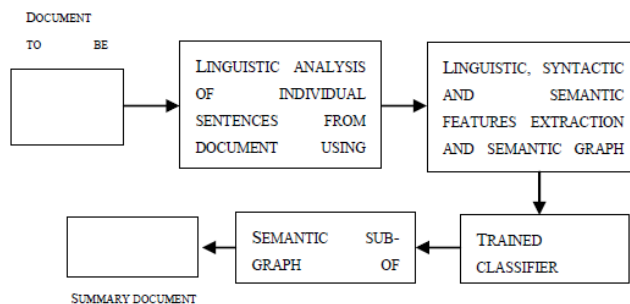 DOCUMENT
TO BE
LINGUISTIC ANALYSIS
OF INDIVIDUAL
SENTENCES FROM
DOCUMENT USING
LINGUISTIC, SYNTACTIC
AND SEMANTIC
FEATURES EXTRACTION
AND SEMANTIC GRAPH
TRAINED
CLASSIFIER
SEMANTIC SUB-
GRAPH OF
SUMMARY DOCUMENT